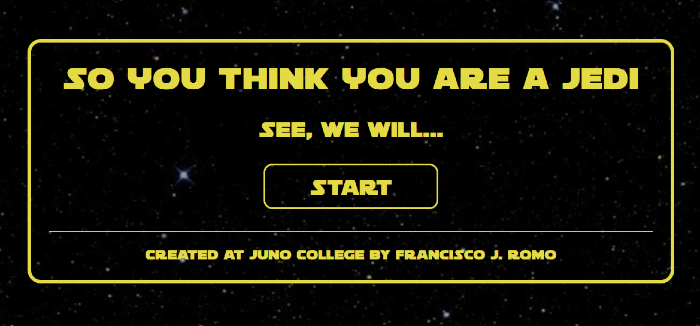 SO YOU THINK YOU ARE A JEDI
SEE, WE WILL...
START
CREATED AT JUNO COLLEGE BY FRANCISCO J. ROMO